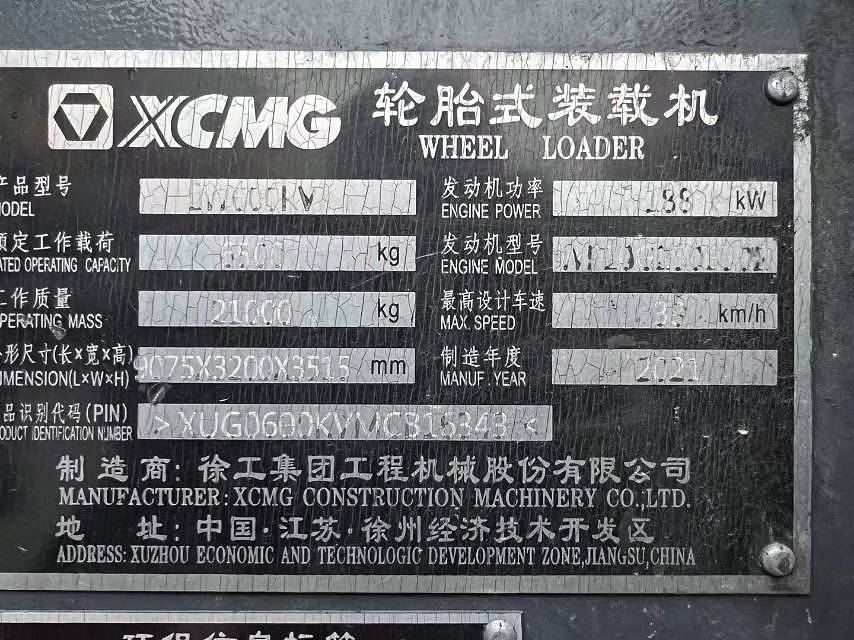 XCMG 轮胎式装载机
WHEEL LOADER
产品型号
MODEL
发动机功率 188 kW
ENGINE POWER
额定工作载荷 kg
RATED OPERATING CAPACITY
发动机型号
ENGINE MODEL
工作质量 21000 kg
OPERATING MASS
最高设计车速 km/h
MAX. SPEED
外形尺寸(长×宽×高) 9075X3200X3515 mm
DIMENSION(L×W×H)
制造年度 2021
MANUF. YEAR
产品识别代码(PIN)
PRODUCT IDENTIFICATION NUMBER
制造商：徐工集团工程机械股份有限公司
MANUFACTURER: XCMG CONSTRUCTION MACHINERY CO.,LTD.
地 址：中国·江苏·徐州经济技术开发区
ADDRESS: XUZHOU ECONOMIC AND TECHNOLOGIC DEVELOPMENT ZONE,JIANGSU,CHINA